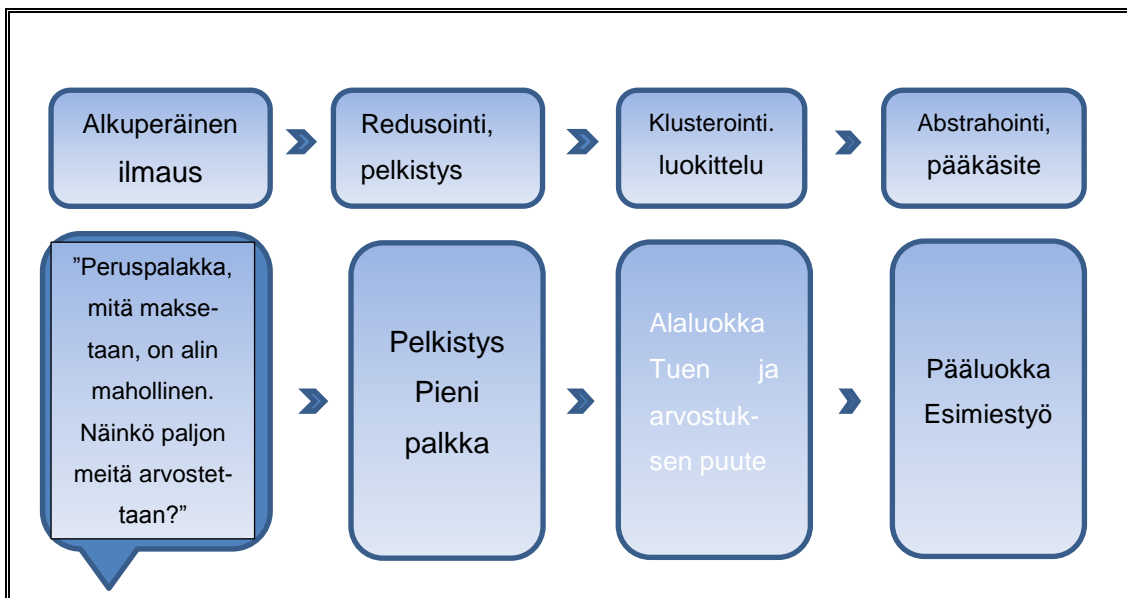 Alkuperäinen
ilmaus
Redusointi,
pelkistys
Klusterointi.
luokittelu
Abstrahointi,
pääkäsite
”Peruspalakka,
mitä makse-
taan, on alin
mahollinen.
Näinkö paljon
meitä arvostet-
taan?”
Pelkistys
Pieni
palkka
Alaluokka
Tuen ja
arvostuk-
sen puute
Pääluokka
Esimiestyö